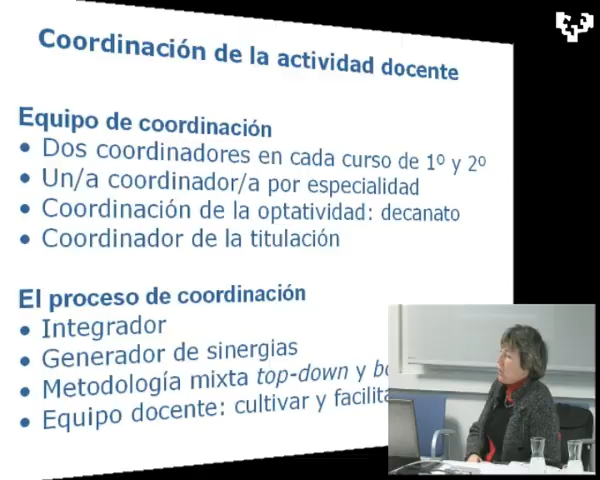 Coordinación de la actividad docente
Equipo de coordinación
• Dos coordinadores en cada curso de 1º y 2º
• Un/a coordinador/a por especialidad
• Coordinación de la optatividad: decanato
• Coordinador de la titulación
El proceso de coordinación
• Integrador
• Generador de sinergias
• Metodología mixta top-down y
• Equipo docente: cultivar y